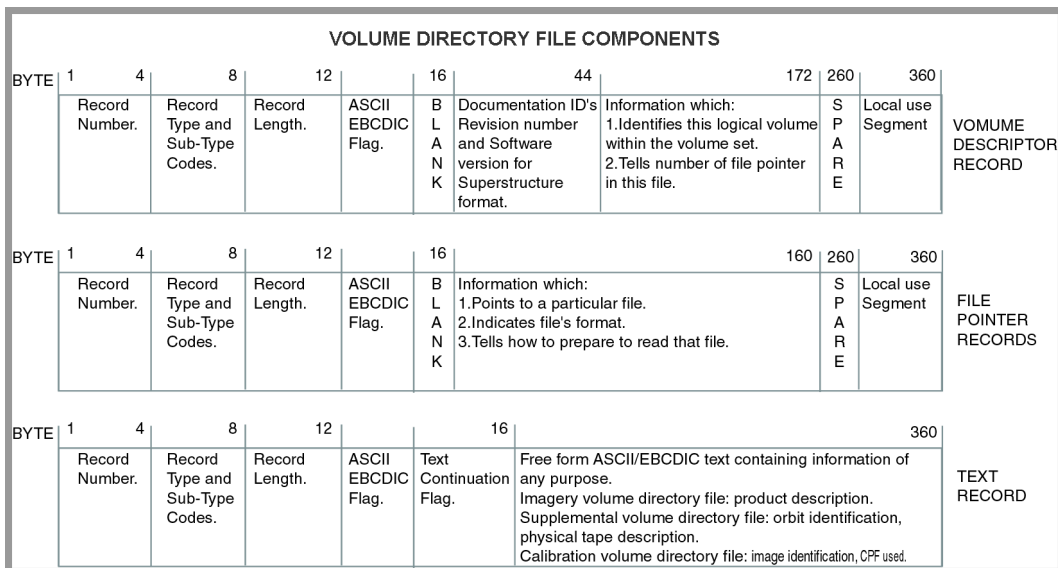 VOLUME DIRECTORY FILE COMPONENTS
BYTE 1 4 8 12 16 44 172 260 360
Record Number.
Record Type and Sub-Type Codes.
Record Length.
ASCII EBCDIC Flag.
BLANK
Documentation ID's Revision number and Software version for Superstructure format.
Information which:
1.Identifies this logical volume within the volume set.
2.Tells number of file pointer in this file.
SPARE
Local use Segment
VOMUME DESCRIPTOR RECORD
BYTE 1 4 8 12 16 160 260 360
Record Number.
Record Type and Sub-Type Codes.
Record Length.
ASCII EBCDIC Flag.
BLANK
Information which:
1.Points to a particular file.
2.Indicates file's format.
3.Tells how to prepare to read that file.
SPARE
Local use Segment
FILE POINTER RECORDS
BYTE 1 4 8 12 16 360
Record Number.
Record Type and Sub-Type Codes.
Record Length.
ASCII EBCDIC Flag.
Text Continuation Flag.
Free form ASCII/EBCDIC text containing information of any purpose.
Imagery volume directory file: product description.
Supplemental volume directory file: orbit identification, physical tape description.
Calibration volume directory file: image identification, CPF used.
TEXT RECORD